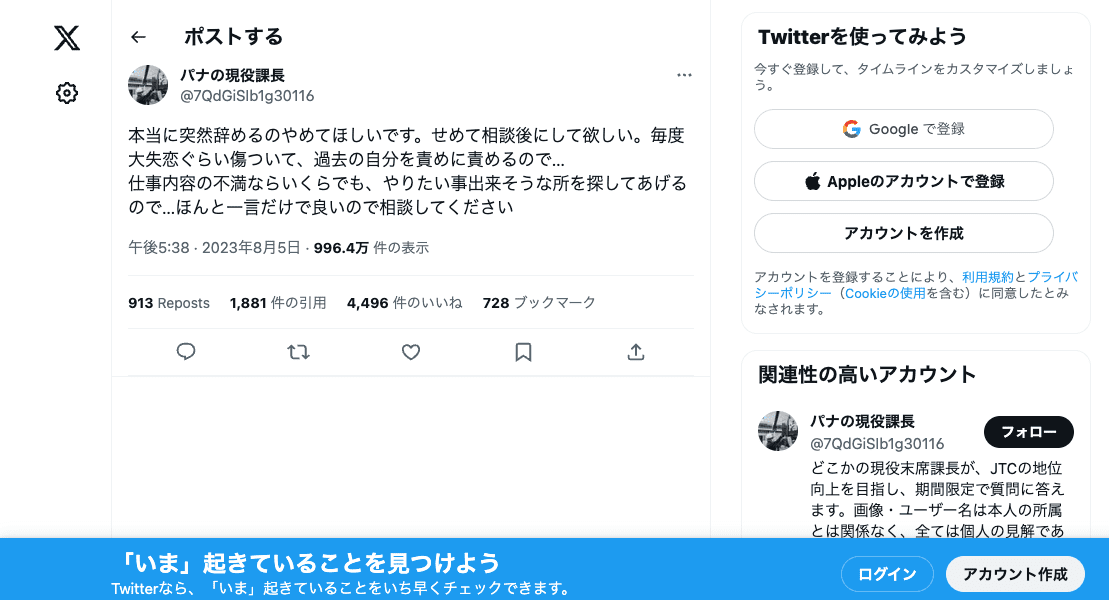 ポストする
パナの現役課長
@7QdGiSlb1g30116
本当に突然辞めるのやめてほしいです。せめて相談後にして欲しい。毎度
大失恋ぐらい傷ついて、過去の自分を責めに責めるので...
仕事内容の不満ならいくらでも、やりたい事出来そうな所を探してあげる
ので...ほんと一言だけで良いので相談してください
午後5:38 · 2023年8月5日 · 996.4万 件の表示
913 Reposts 1,881 件の引用 4,496 件のいいね 728 ブックマーク
Twitterを使ってみよう
今すぐ登録して、タイムラインをカスタマイズしましょ
う。
Google で登録
Appleのアカウントで登録
アカウントを作成
アカウントを登録することにより、利用規約とプライバ
シーポリシー（Cookieの使用を含む）に同意したとみ
なされます。
関連性の高いアカウント
パナの現役課長
@7QdGiSlb1g30116
フォロー
どこかの現役末席課長が、JTCの地位
向上を目指し、期間限定で質問に答え
ます。画像・ユーザー名は本人の所属
とは関係なく、全ては個人の見解であ
「いま」起きていることを見つけよう
Twitterなら、「いま」起きていることをいち早くチェックできます。
ログイン
アカウント作成